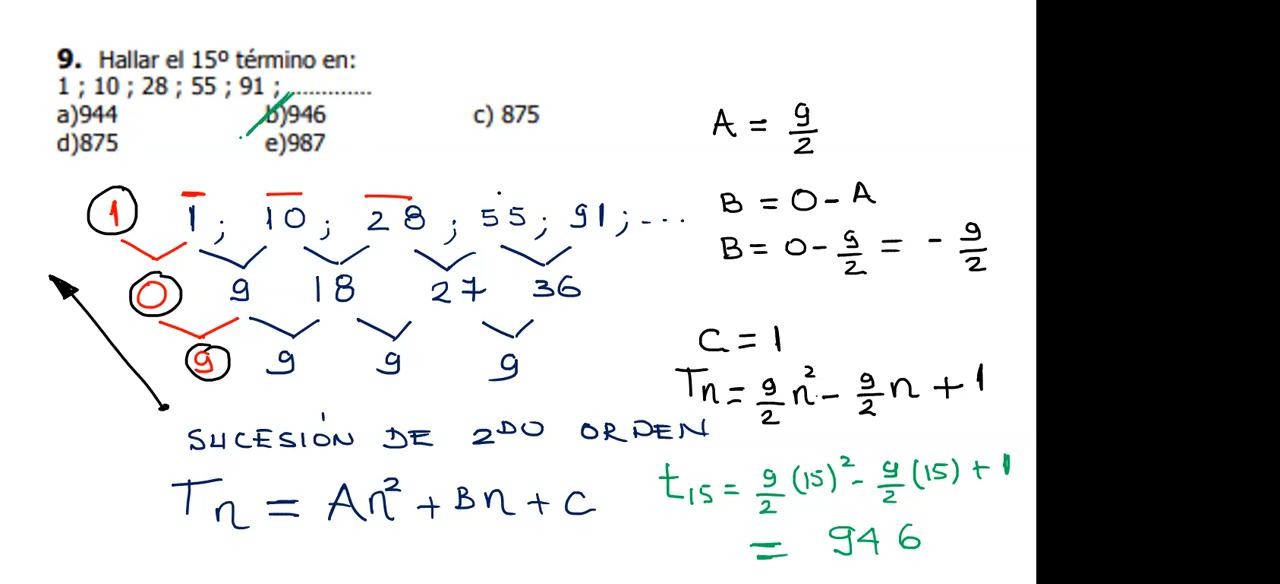 9. Hallar el 15º término en:
1 ; 10 ; 28 ; 55 ; 91 ; .............
a)944 b)946 c) 875
d)875 e)987
1 1; 10; 28; 55; 91; ...
0 9 18 27 36
9 9 9 9
SUCESIÓN DE 2DO ORDEN
Tn = An² + Bn + C
A = 9/2
B = 0 - A
B = 0 - 9/2 = - 9/2
C = 1
Tn = 9/2 n² - 9/2 n + 1
t15 = 9/2 (15)² - 9/2 (15) + 1
= 946